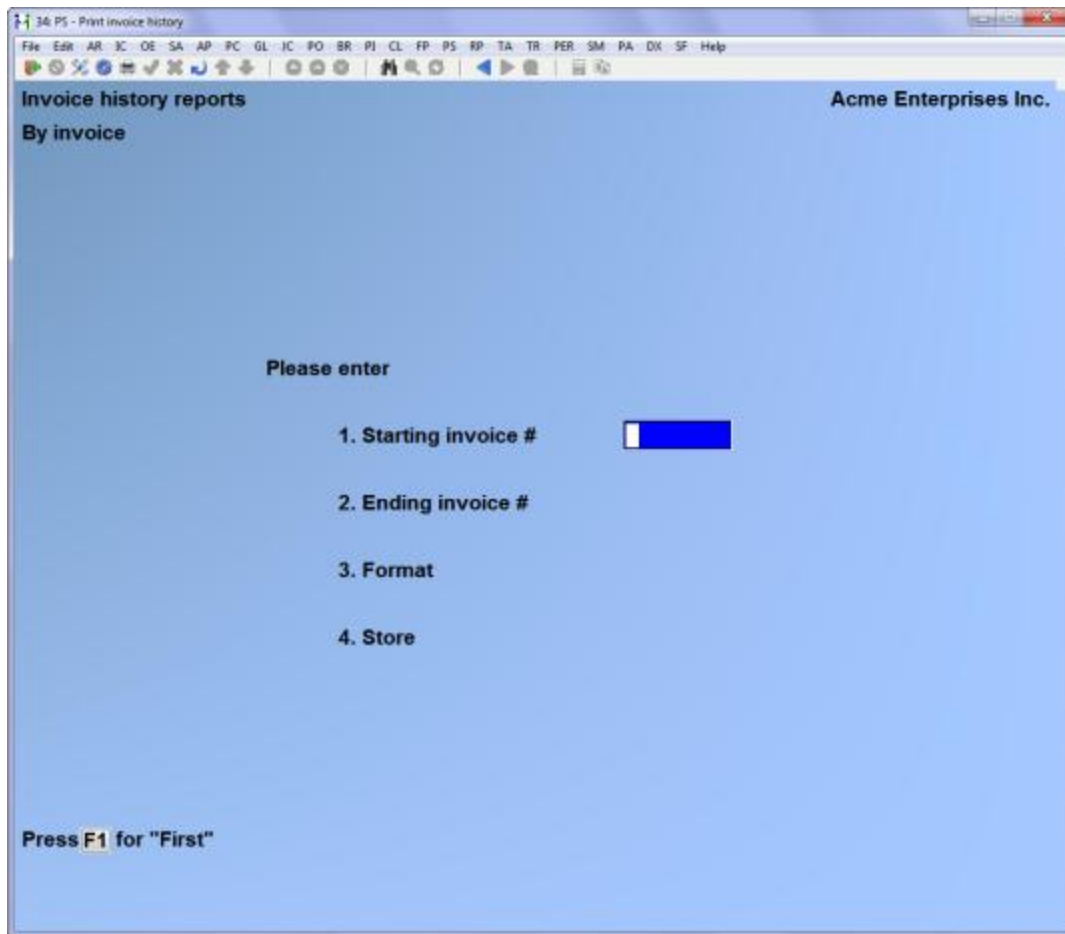 34: PS - Print invoice history
File Edit AR IC OE SA AP PC GL JC PO BR PI CL FP PS RP TA TR PER SM PA DX SF Help
Invoice history reports Acme Enterprises Inc.
By invoice
Please enter
1. Starting invoice #
2. Ending invoice #
3. Format
4. Store
Press F1 for "First"